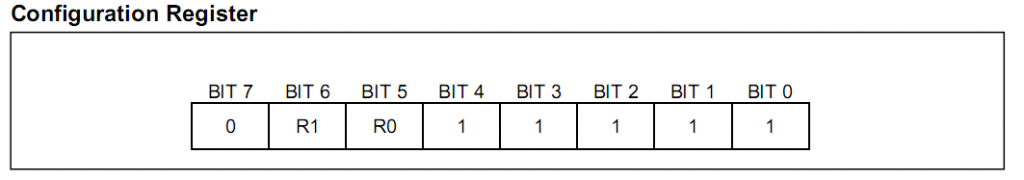 Configuration Register
BIT 7 BIT 6 BIT 5 BIT 4 BIT 3 BIT 2 BIT 1 BIT 0
0 R1 R0 1 1 1 1 1